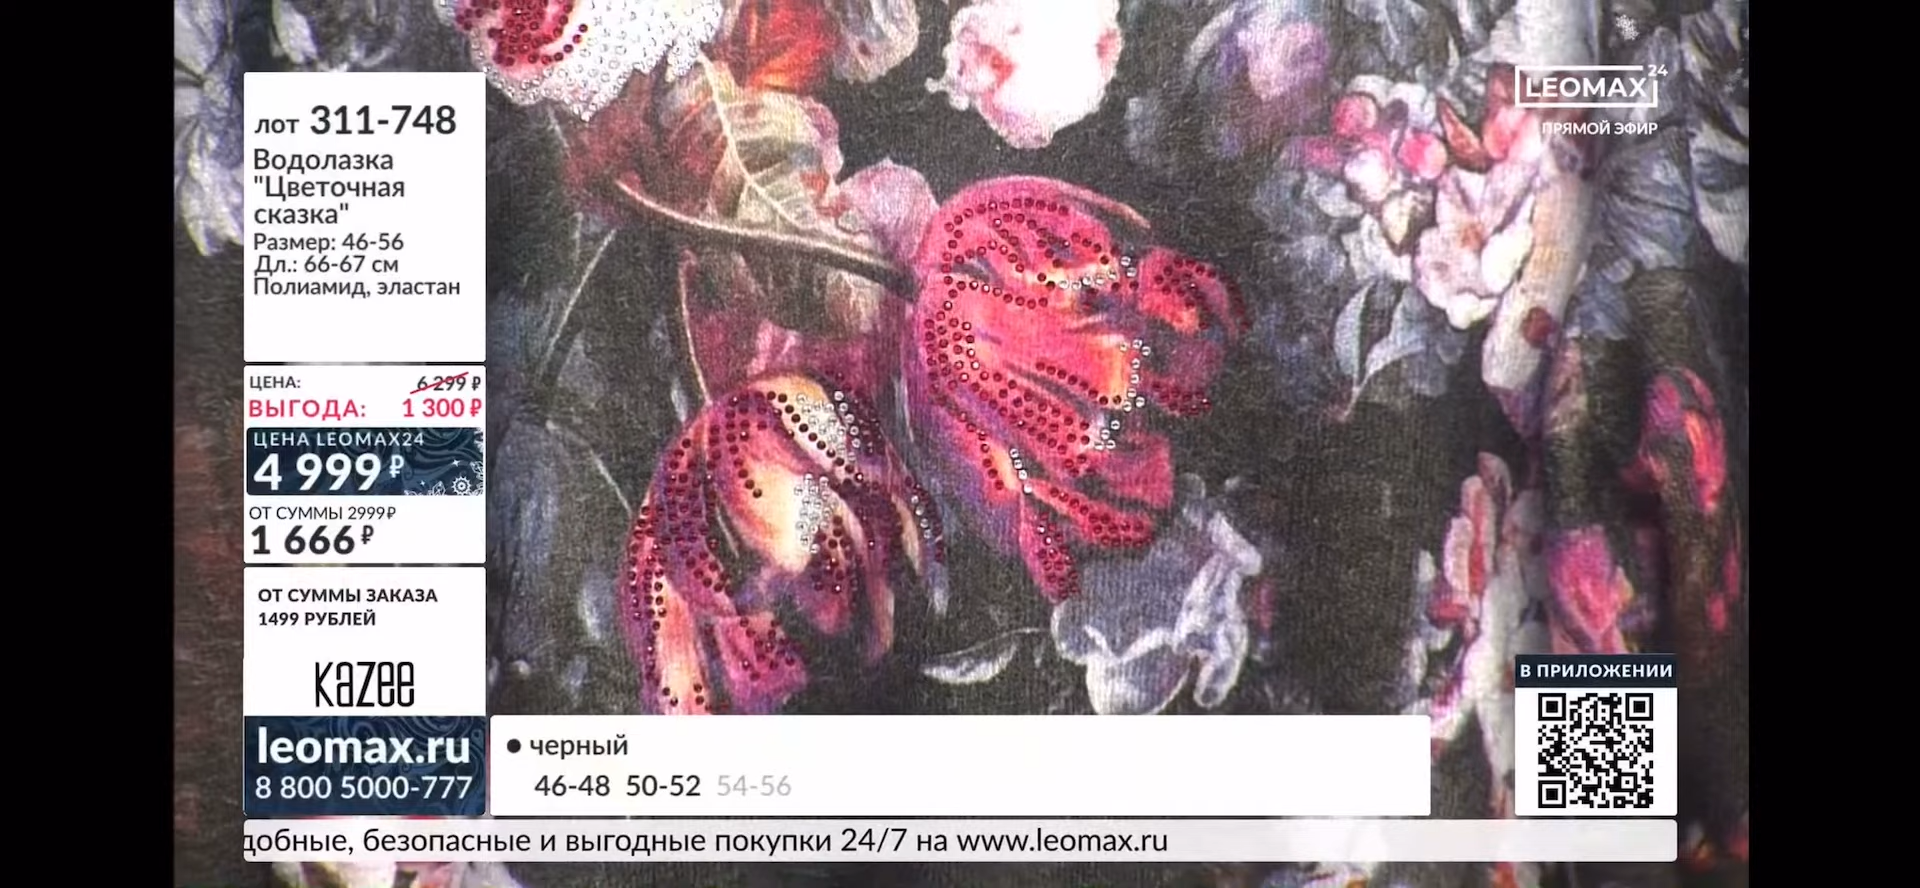 лот 311-748
Водолазка
"Цветочная
сказка"
Размер: 46-56
Дл.: 66-67 см
Полиамид, эластан
ЦЕНА: 6 299 ₽
ВЫГОДА: 1 300 ₽
ЦЕНА LEOMAX24
4 999 ₽
ОТ СУММЫ 2999₽
1 666 ₽
ОТ СУММЫ ЗАКАЗА
1499 РУБЛЕЙ
kazee
leomax.ru
8 800 5000-777
черный
46-48 50-52 54-56
LEOMAX 24
ПРЯМОЙ ЭФИР
В ПРИЛОЖЕНИИ
добные, безопасные и выгодные покупки 24/7 на www.leomax.ru